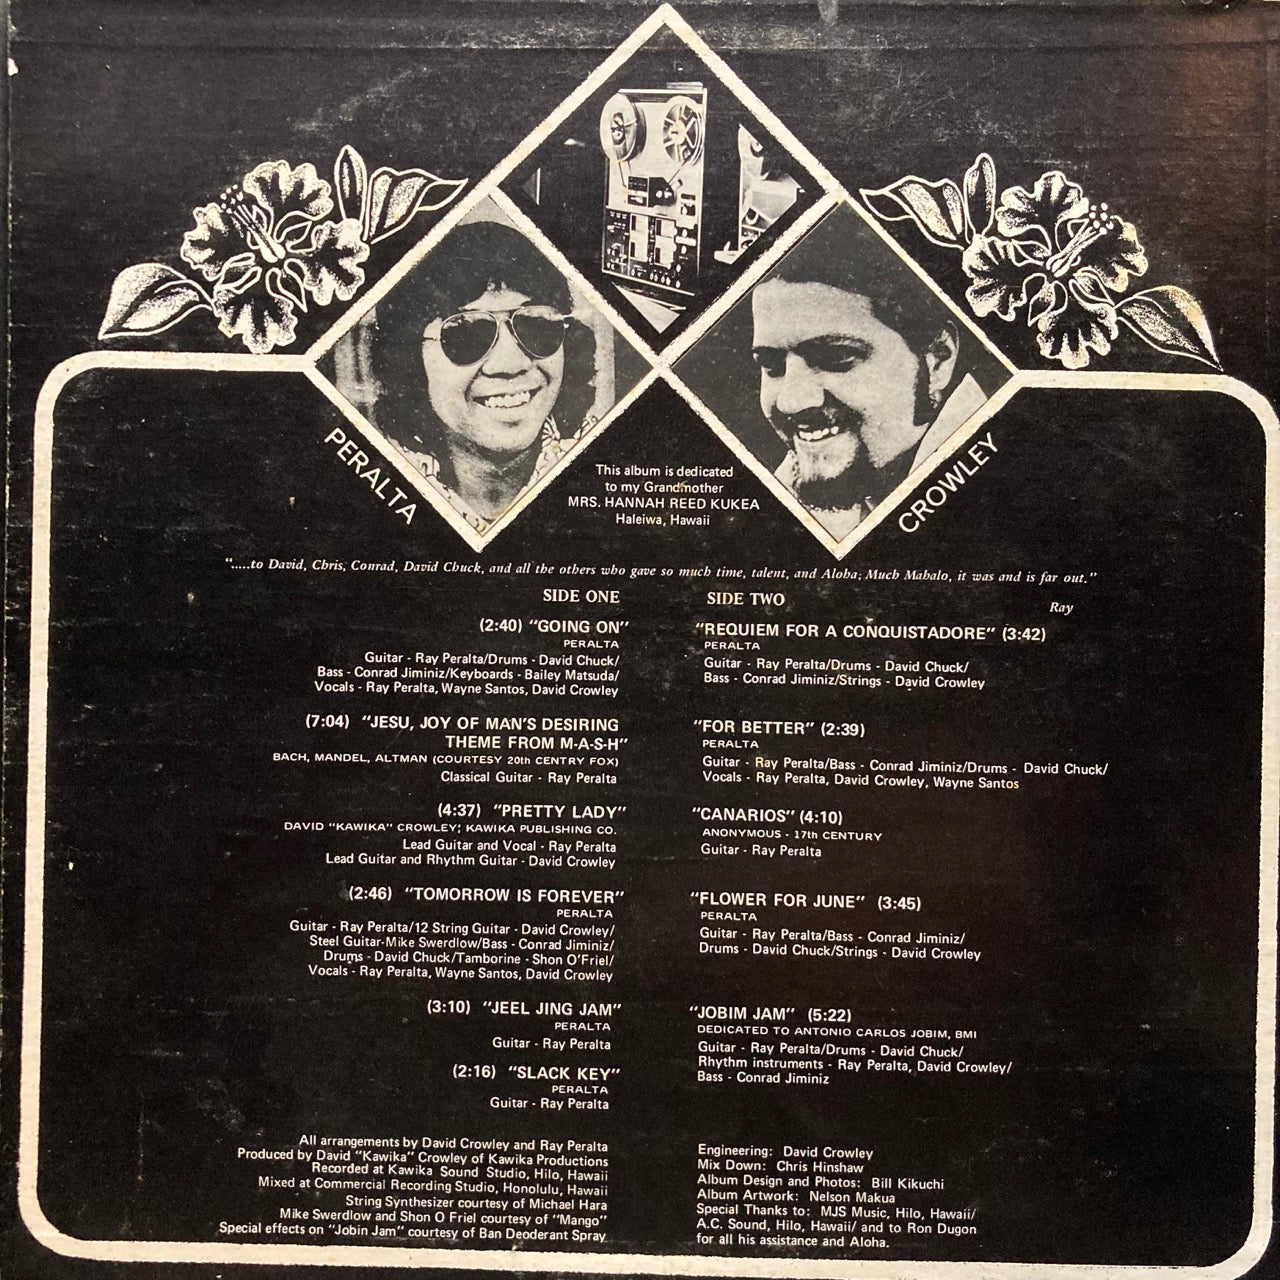 PERALTA
CROWLEY
This album is dedicated
to my Grandmother
MRS. HANNAH REED KUKEA
Haleiwa, Hawaii
".....to David, Chris, Conrad, David Chuck, and all the others who gave so much time, talent, and Aloha; Much Mahalo, it was and is far out."
Ray
SIDE ONE
(2:40) "GOING ON"
PERALTA
Guitar - Ray Peralta/Drums - David Chuck/
Bass - Conrad Jiminiz/Keyboards - Bailey Matsuda/
Vocals - Ray Peralta, Wayne Santos, David Crowley
(7:04) "JESU, JOY OF MAN'S DESIRING
THEME FROM M-A-S-H"
BACH, MANDEL, ALTMAN (COURTESY 20th CENTRY FOX)
Classical Guitar - Ray Peralta
(4:37) "PRETTY LADY"
DAVID "KAWIKA" CROWLEY; KAWIKA PUBLISHING CO.
Lead Guitar and Vocal - Ray Peralta
Lead Guitar and Rhythm Guitar - David Crowley
(2:46) "TOMORROW IS FOREVER"
PERALTA
Guitar - Ray Peralta/12 String Guitar - David Crowley/
Steel Guitar-Mike Swerdlow/Bass - Conrad Jiminiz/
Drums - David Chuck/Tamborine - Shon O'Friel/
Vocals - Ray Peralta, Wayne Santos, David Crowley
(3:10) "JEEL JING JAM"
PERALTA
Guitar - Ray Peralta
(2:16) "SLACK KEY"
PERALTA
Guitar - Ray Peralta
All arrangements by David Crowley and Ray Peralta
Produced by David "Kawika" Crowley of Kawika Productions
Recorded at Kawika Sound Studio, Hilo, Hawaii
Mixed at Commercial Recording Studio, Honolulu, Hawaii
String Synthesizer courtesy of Michael Hara
Mike Swerdlow and Shon O Friel courtesy of "Mango"
Special effects on "Jobin Jam" courtesy of Ban Deoderant Spray
SIDE TWO
"REQUIEM FOR A CONQUISTADORE" (3:42)
PERALTA
Guitar - Ray Peralta/Drums - David Chuck/
Bass - Conrad Jiminiz/Strings - David Crowley
"FOR BETTER" (2:39)
PERALTA
Guitar - Ray Peralta/Bass - Conrad Jiminiz/Drums - David Chuck/
Vocals - Ray Peralta, David Crowley, Wayne Santos
"CANARIOS" (4:10)
ANONYMOUS - 17th CENTURY
Guitar - Ray Peralta
"FLOWER FOR JUNE" (3:45)
PERALTA
Guitar - Ray Peralta/Bass - Conrad Jiminiz/
Drums - David Chuck/Strings - David Crowley
"JOBIM JAM" (5:22)
DEDICATED TO ANTONIO CARLOS JOBIM, BMI
Guitar - Ray Peralta/Drums - David Chuck/
Rhythm instruments - Ray Peralta, David Crowley/
Bass - Conrad Jiminiz
Engineering: David Crowley
Mix Down: Chris Hinshaw
Album Design and Photos: Bill Kikuchi
Album Artwork: Nelson Makua
Special Thanks to: MJS Music, Hilo, Hawaii/
A.C. Sound, Hilo, Hawaii/ and to Ron Dugon
for all his assistance and Aloha.